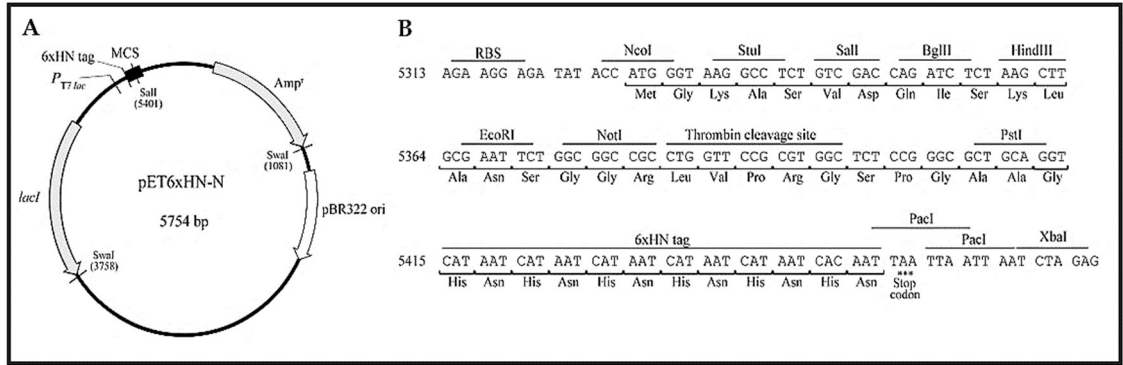 A
6xHN tag
MCS
P T7 lac
SalI
(5401)
Ampʳ
SwaI
(1081)
lacI
pET6xHN-N
5754 bp
pBR322 ori
SwaI
(3758)
B
RBS NcoI StuI SalI BglII HindIII
5313 AGA AGG AGA TAT ACC ATG GGT AAG GCC TCT GTC GAC CAG ATC TCT AAG CTT
Met Gly Lys Ala Ser Val Asp Gln Ile Ser Lys Leu
EcoRI NotI Thrombin cleavage site PstI
5364 GCG AAT TCT GGC GGC CGC CTG GTT CCG CGT GGC TCT CCG GGC GCT GCA GGT
Ala Asn Ser Gly Gly Arg Leu Val Pro Arg Gly Ser Pro Gly Ala Ala Gly
PacI
6xHN tag PacI XbaI
5415 CAT AAT CAT AAT CAT AAT CAT AAT CAT AAT CAC AAT TAA TTA ATT AAT CTA GAG
His Asn His Asn His Asn His Asn His Asn His Asn ***
Stop
codon